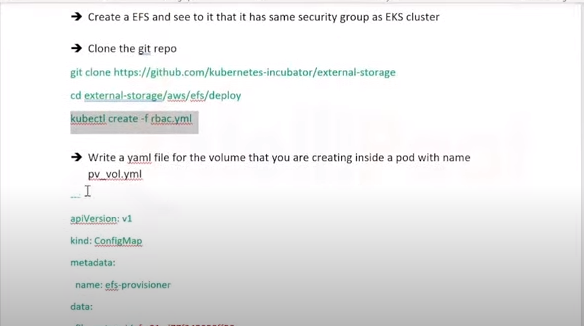 ➔ Create a EFS and see to it that it has same security group as EKS cluster
➔ Clone the git repo
git clone https://github.com/kubernetes-incubator/external-storage
cd external-storage/aws/efs/deploy
kubectl create -f rbac.yml
➔ Write a yaml file for the volume that you are creating inside a pod with name
pv_vol.yml
---
apiVersion: v1
kind: ConfigMap
metadata:
name: efs-provisioner
data: